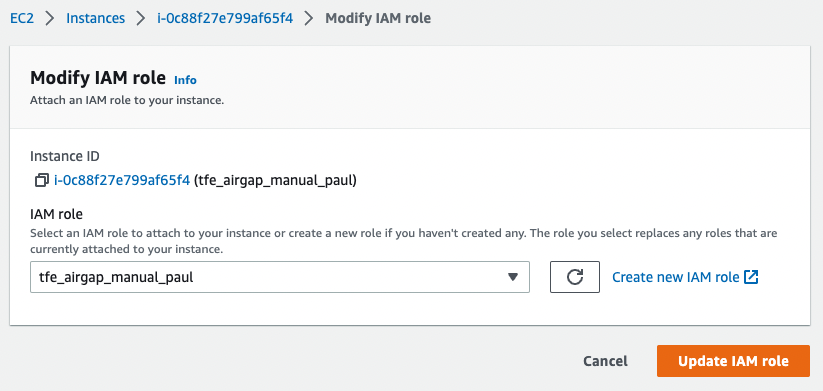 EC2 > Instances > i-0c88f27e799af65f4 > Modify IAM role
Modify IAM role Info
Attach an IAM role to your instance.
Instance ID
i-0c88f27e799af65f4 (tfe_airgap_manual_paul)
IAM role
Select an IAM role to attach to your instance or create a new role if you haven't created any. The role you select replaces any roles that are
currently attached to your instance.
tfe_airgap_manual_paul Create new IAM role
Cancel Update IAM role